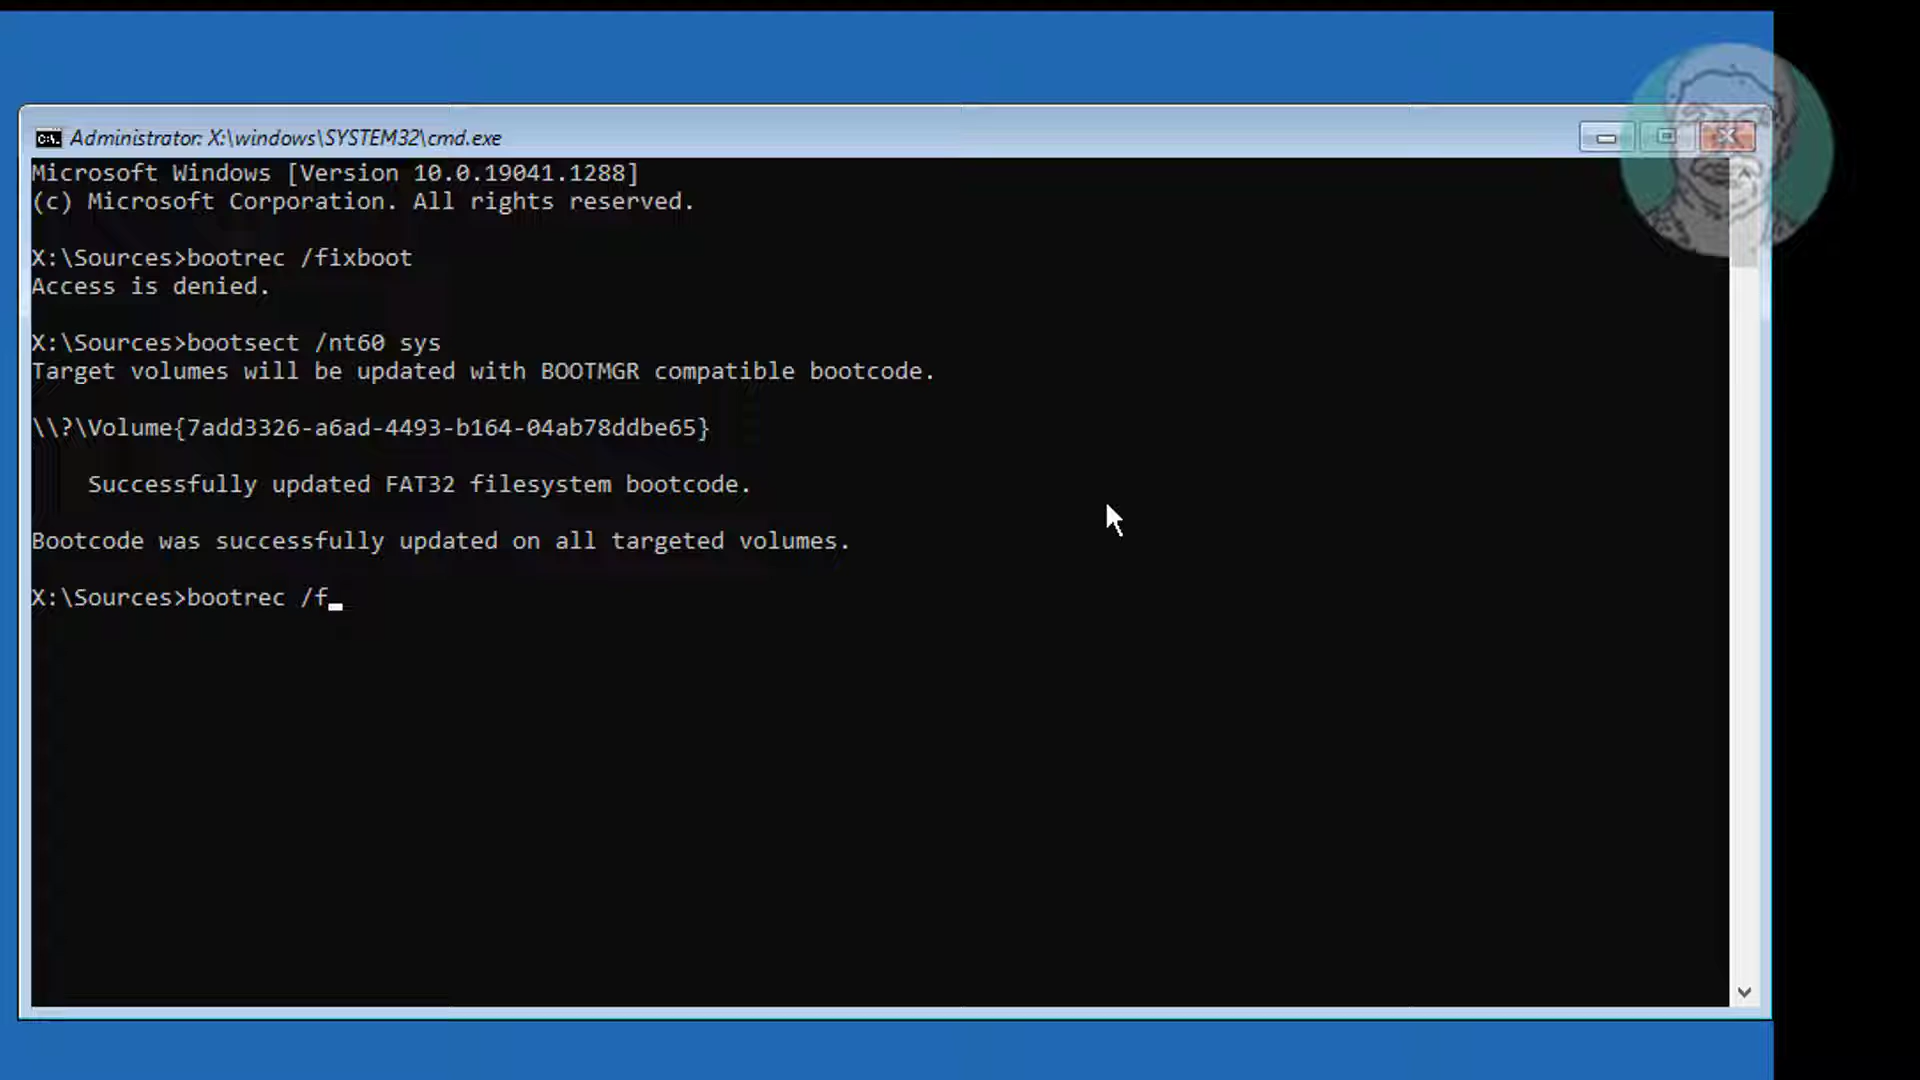 Administrator: X:\windows\SYSTEM32\cmd.exe
Microsoft Windows [Version 10.0.19041.1288]
(c) Microsoft Corporation. All rights reserved.
X:\Sources>bootrec /fixboot
Access is denied.
X:\Sources>bootsect /nt60 sys
Target volumes will be updated with BOOTMGR compatible bootcode.
\\?\Volume{7add3326-a6ad-4493-b164-04ab78ddbe65}
Successfully updated FAT32 filesystem bootcode.
Bootcode was successfully updated on all targeted volumes.
X:\Sources>bootrec /f